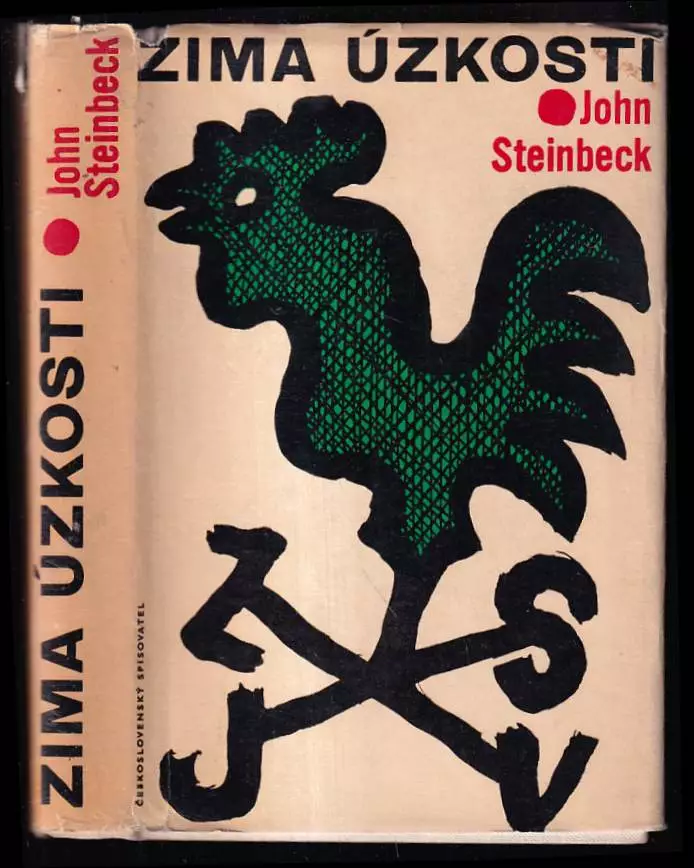 ZIMA ÚZKOSTI
John
Steinbeck
Z
S
J
V
ZIMA ÚZKOSTI
John
Steinbeck
ČESKOSLOVENSKÝ SPISOVATEL